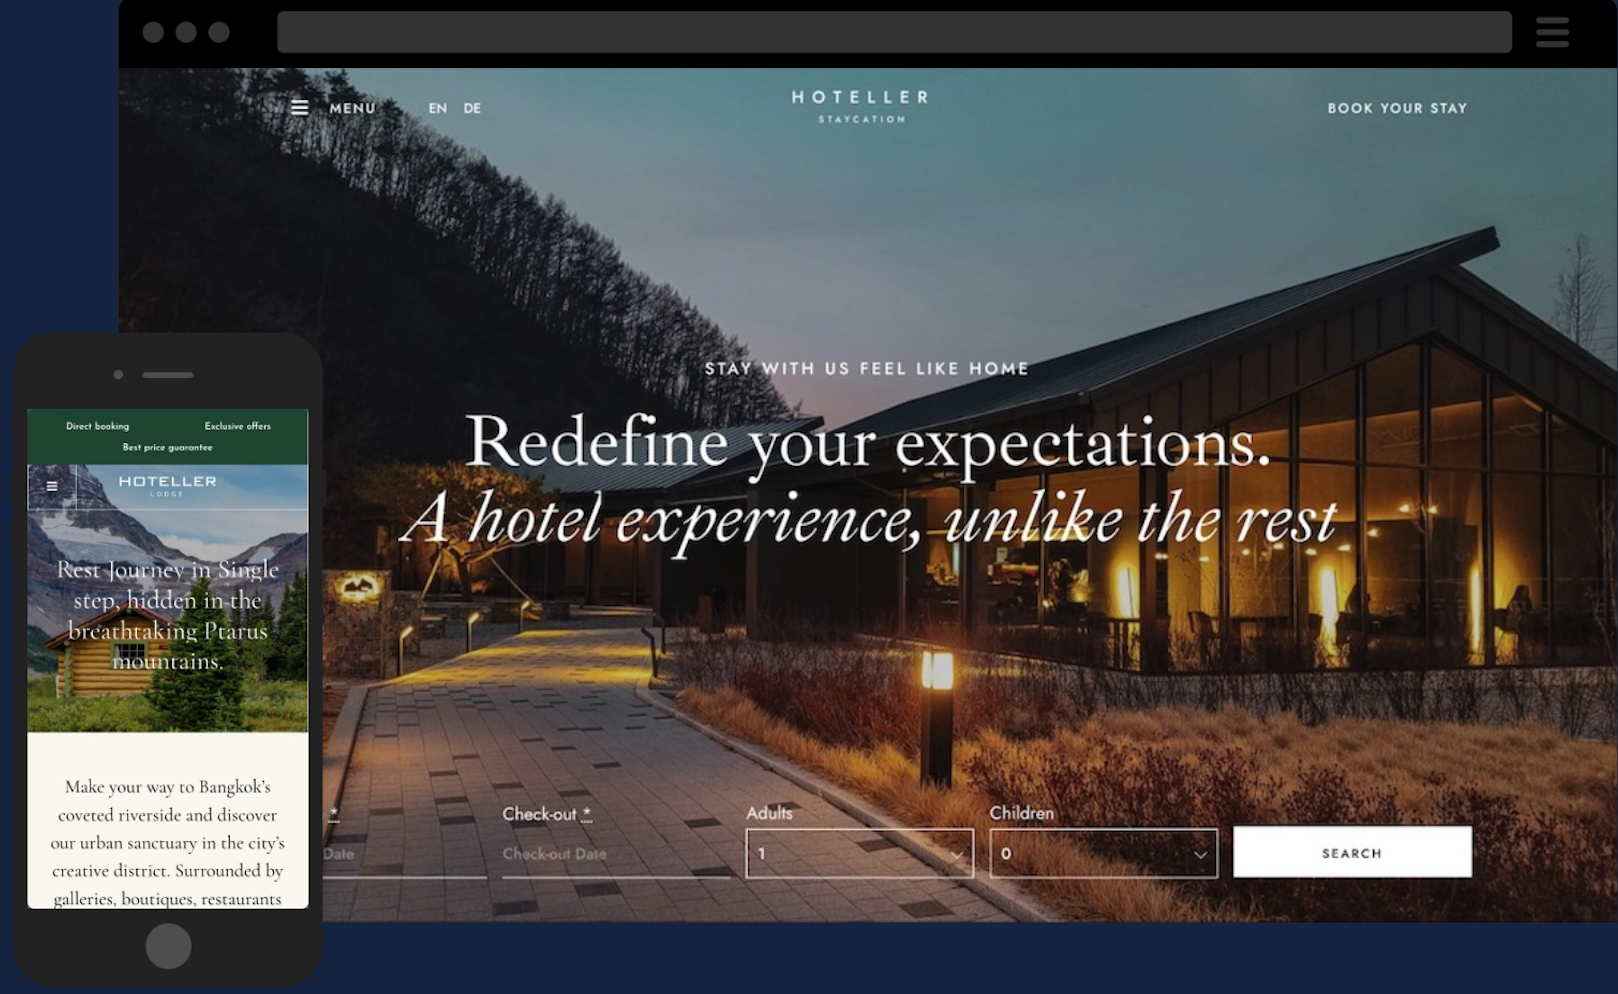 MENU
EN DE
HOTELLER
STAYCATION
BOOK YOUR STAY
STAY WITH US FEEL LIKE HOME
Redefine your expectations.
A hotel experience, unlike the rest
*
Date
Check-out *
Check-out Date
Adults
1
Children
0
SEARCH
Direct booking
Exclusive offers
Best price guarantee
HOTELLER
LODGE
Rest Journey in Single
step, hidden in the
breathtaking Ptarus
mountains.
Make your way to Bangkok’s
coveted riverside and discover
our urban sanctuary in the city’s
creative district. Surrounded by
galleries, boutiques, restaurants